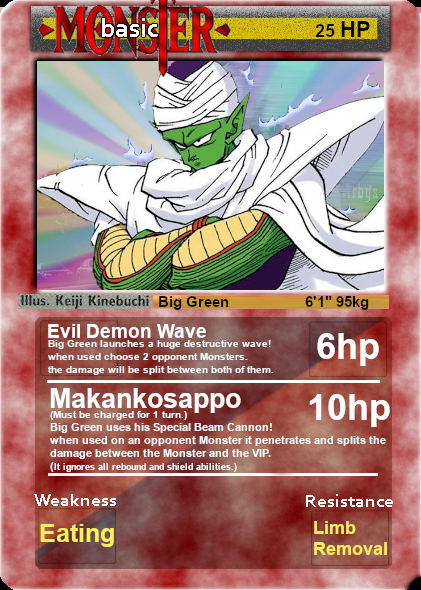 MONSTER
basic
25 HP
Illus. Keiji Kinebuchi Big Green 6'1" 95kg
Evil Demon Wave
6hp
Big Green launches a huge destructive wave!
when used choose 2 opponent Monsters.
the damage will be split between both of them.
Makankosappo
10hp
(Must be charged for 1 turn.)
Big Green uses his Special Beam Cannon!
when used on an opponent Monster it penetrates and splits the
damage between the Monster and the VIP.
(It ignores all rebound and shield abilities.)
Weakness Resistance
Eating Limb
Removal